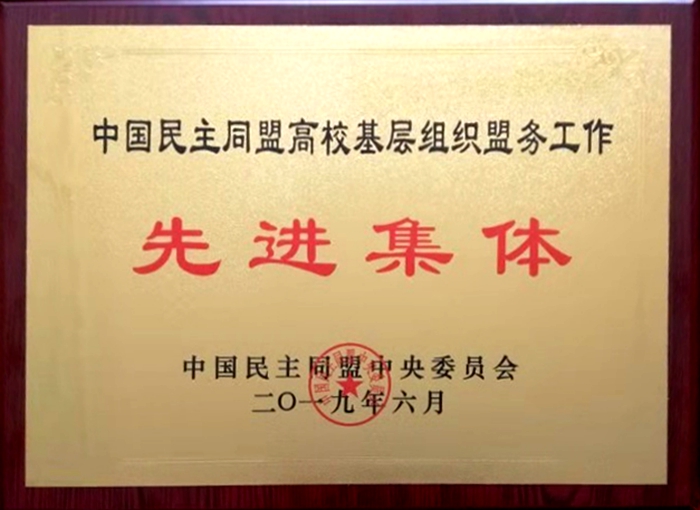 中国民主同盟高校基层组织盟务工作
先进集体
中国民主同盟中央委员会
二〇一九年六月